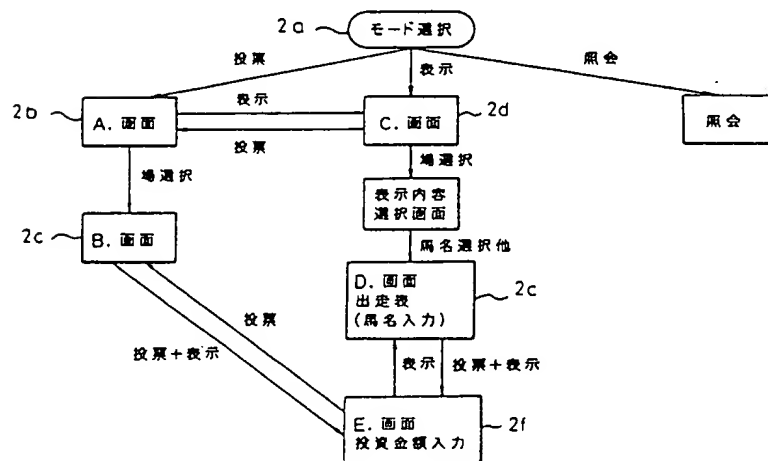 2a
モード選択
投票
表示
照会
2b
A. 画面
表示
投票
C. 画面
2d
照会
場選択
場選択
表示内容
選択画面
2c
B. 画面
馬名選択他
D. 画面
出走表
(馬名入力)
2c
投票
投票+表示
表示
投票+表示
E. 画面
投資金額入力
2f